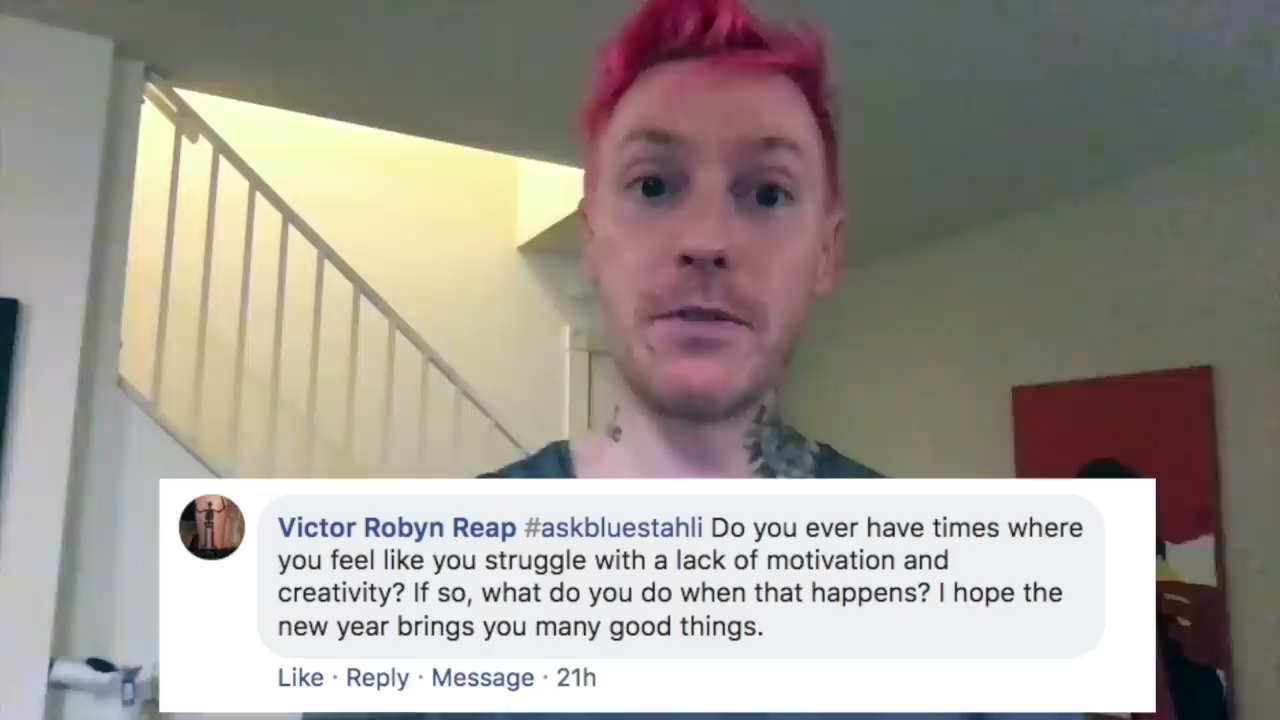 Victor Robyn Reap #askbluestahli Do you ever have times where
you feel like you struggle with a lack of motivation and
creativity? If so, what do you do when that happens? I hope the
new year brings you many good things.
Like · Reply · Message · 21h